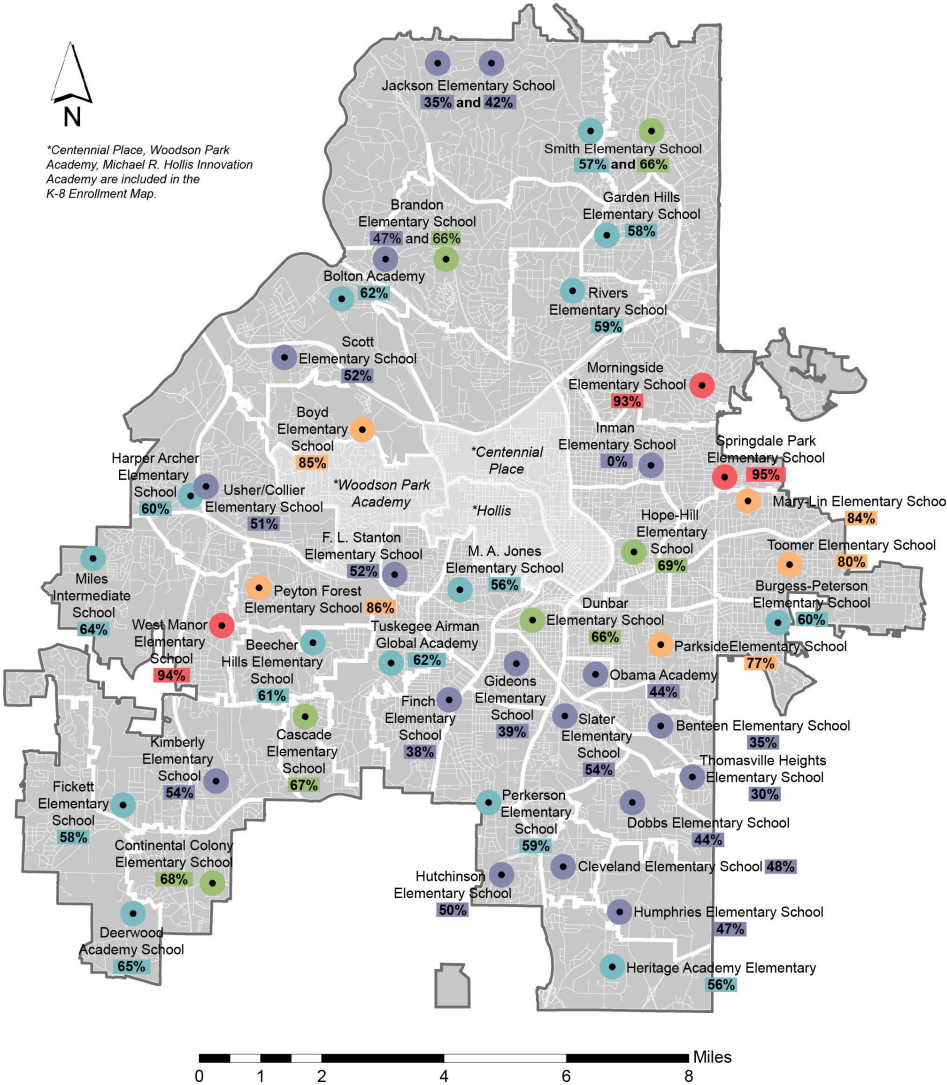 Jackson Elementary School
35% and 42%
N
*Centennial Place, Woodson Park
Academy, Michael R. Hollis Innovation
Academy are included in the
K-8 Enrollment Map.
Smith Elementary School
57% and 66%
Garden Hills
Elementary School
58%
Brandon
Elementary School
47% and 66%
Bolton Academy
62%
Rivers
Elementary School
59%
Scott
Elementary School
52%
Morningside
Elementary School
93%
Boyd
Elementary
School
85%
Inman
Elementary School
0%
*Centennial
Place
Springdale Park
Elementary School
95%
Harper Archer
Elementary
School
60%
Usher/Collier
Elementary School
51%
*Woodson Park
Academy
*Hollis
Mary-Lin Elementary Schoo
84%
Hope-Hill
Elementary
School
69%
F. L. Stanton
Elementary School
52%
M. A. Jones
Elementary School
56%
Toomer Elementary School
80%
Miles
Intermediate
School
64%
Peyton Forest
Elementary School 86%
Burgess-Peterson
Elementary School
60%
Dunbar
Elementary School
66%
West Manor
Elementary
School
94%
Beecher
Hills Elementary
School
61%
Tuskegee Airman
Global Academy
62%
ParksideElementary School
77%
Gideons
Elementary
School
39%
Obama Academy
44%
Finch
Elementary
School
38%
Slater
Elementary
School
54%
Benteen Elementary School
35%
Cascade
Elementary
School
67%
Kimberly
Elementary
School
54%
Thomasville Heights
Elementary School
30%
Fickett
Elementary
School
58%
Perkerson
Elementary
School
59%
Dobbs Elementary School
44%
Continental Colony
Elementary School
68%
Cleveland Elementary School 48%
Hutchinson
Elementary School
50%
Humphries Elementary School
47%
Deerwood
Academy School
65%
Heritage Academy Elementary
56%
Miles
0 1 2 4 6 8